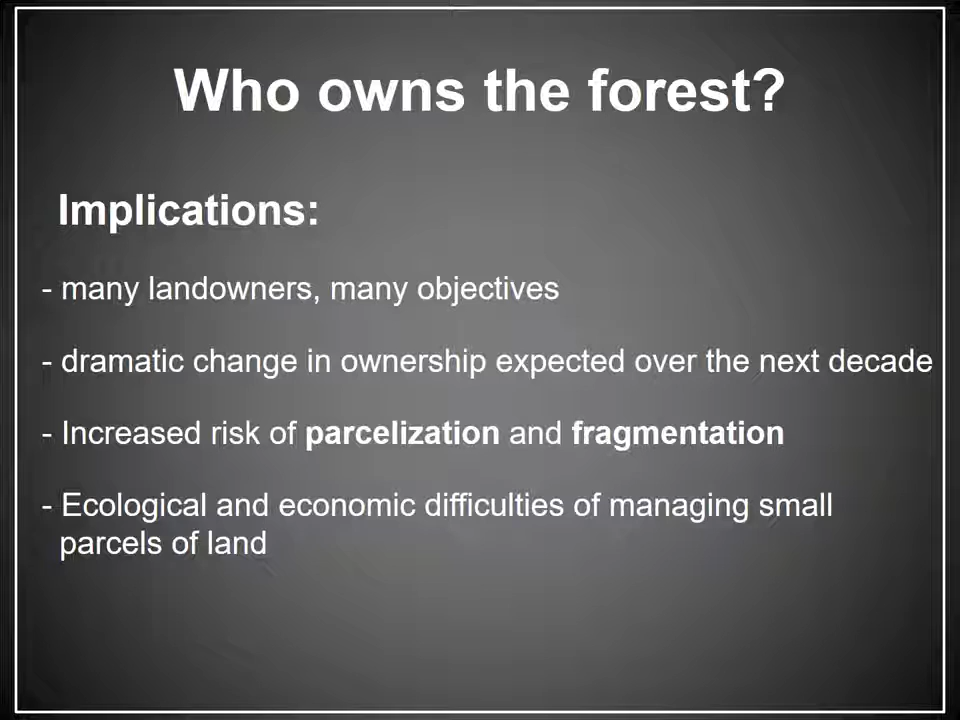 Who owns the forest?
Implications:
- many landowners, many objectives
- dramatic change in ownership expected over the next decade
- Increased risk of parcelization and fragmentation
- Ecological and economic difficulties of managing small
parcels of land